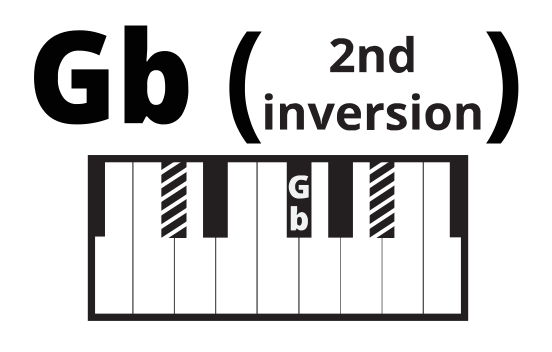 Gb (2nd
inversion)
G
b